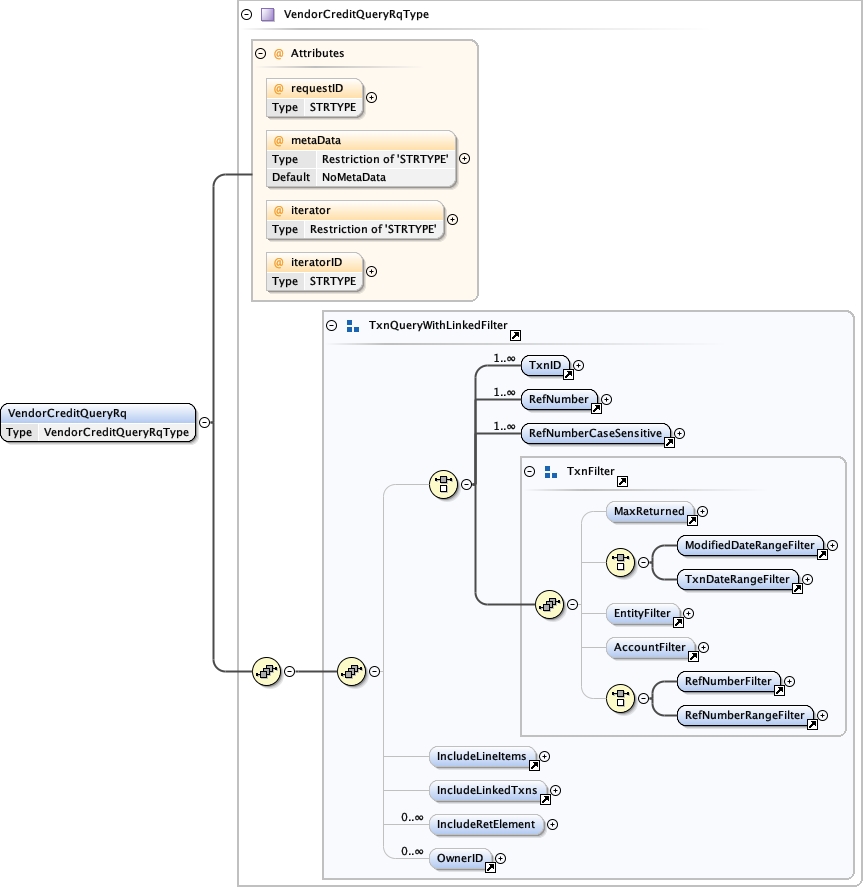 VendorCreditQueryRqType
@ Attributes
@ requestID
Type STRTYPE
@ metaData
Type Restriction of 'STRTYPE'
Default NoMetaData
@ iterator
Type Restriction of 'STRTYPE'
@ iteratorID
Type STRTYPE
TxnQueryWithLinkedFilter
1..∞ TxnID
1..∞ RefNumber
1..∞ RefNumberCaseSensitive
VendorCreditQueryRq
Type VendorCreditQueryRqType
TxnFilter
MaxReturned
ModifiedDateRangeFilter
TxnDateRangeFilter
EntityFilter
AccountFilter
RefNumberFilter
RefNumberRangeFilter
IncludeLineItems
IncludeLinkedTxns
0..∞ IncludeRetElement
0..∞ OwnerID